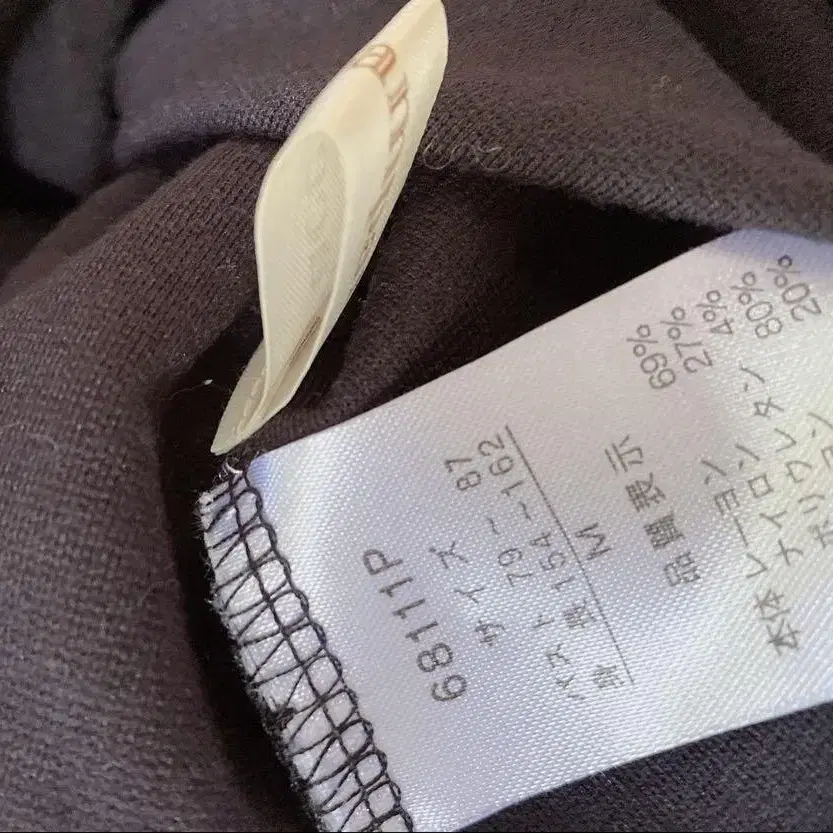 68111P
サイズ
バスト 79～ 87
身 長 154～162
M
品質表示
本体 レーヨン 69%
ナイロン 27%
ポリウレタン 4%
80%
20%